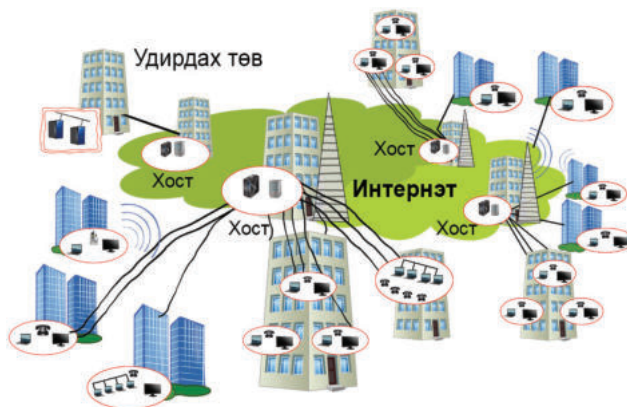 Удирдах төв
Хост
Хост
Интернэт
Хост
Хост